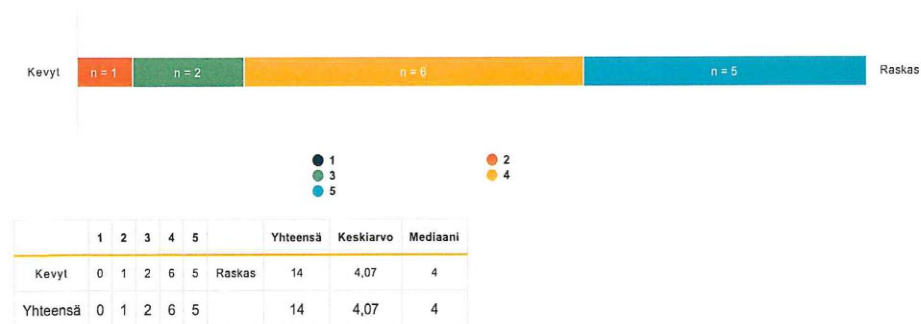 Kevyt n = 1 n = 2 n = 6 n = 5 Raskas
1 2
3 4
5
1 2 3 4 5 Yhteensä Keskiarvo Mediaani
Kevyt 0 1 2 6 5 Raskas 14 4,07 4
Yhteensä 0 1 2 6 5 14 4,07 4